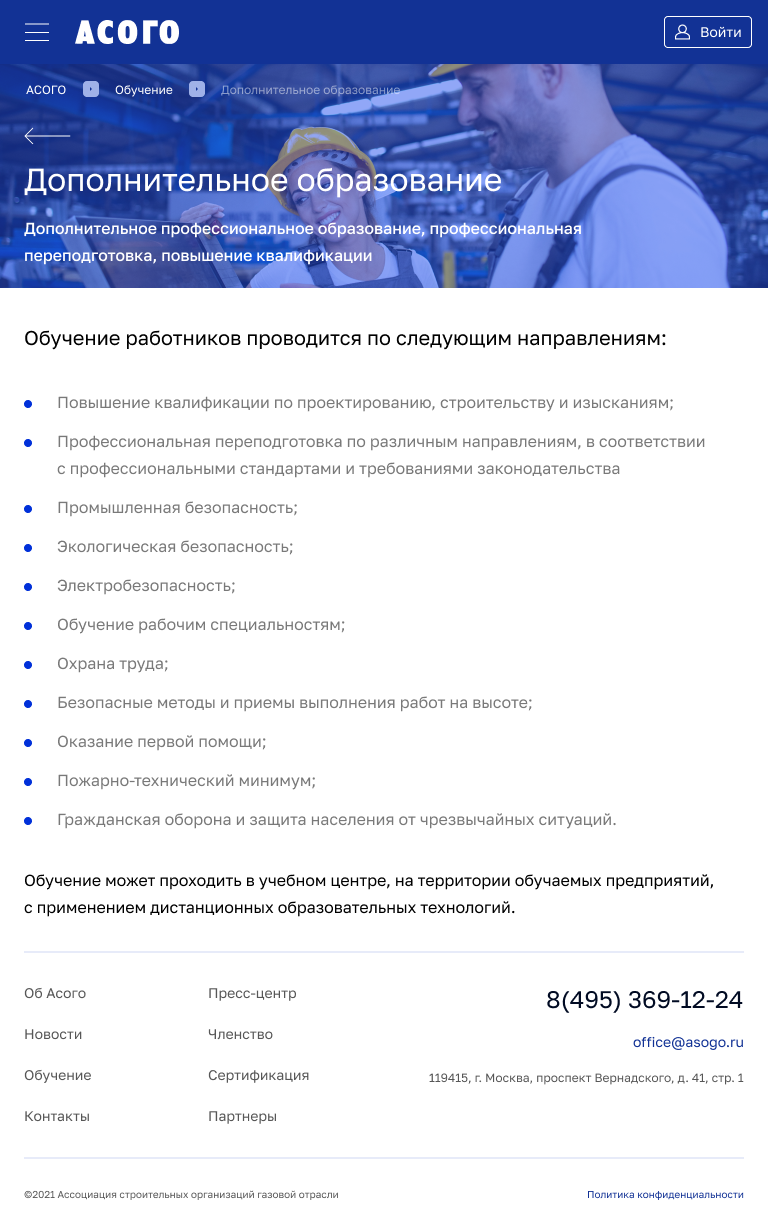 АСОГО
Войти
АСОГО Обучение Дополнительное образование
Дополнительное образование
Дополнительное профессиональное образование, профессиональная
переподготовка, повышение квалификации
Обучение работников проводится по следующим направлениям:
Повышение квалификации по проектированию, строительству и изысканиям;
Профессиональная переподготовка по различным направлениям, в соответствии
с профессиональными стандартами и требованиями законодательства
Промышленная безопасность;
Экологическая безопасность;
Электробезопасность;
Обучение рабочим специальностям;
Охрана труда;
Безопасные методы и приемы выполнения работ на высоте;
Оказание первой помощи;
Пожарно-технический минимум;
Гражданская оборона и защита населения от чрезвычайных ситуаций.
Обучение может проходить в учебном центре, на территории обучаемых предприятий,
с применением дистанционных образовательных технологий.
Об Асого
Новости
Обучение
Контакты
Пресс-центр
Членство
Сертификация
Партнеры
8(495) 369-12-24
office@asogo.ru
119415, г. Москва, проспект Вернадского, д. 41, стр. 1
©2021 Ассоциация строительных организаций газовой отрасли
Политика конфиденциальности